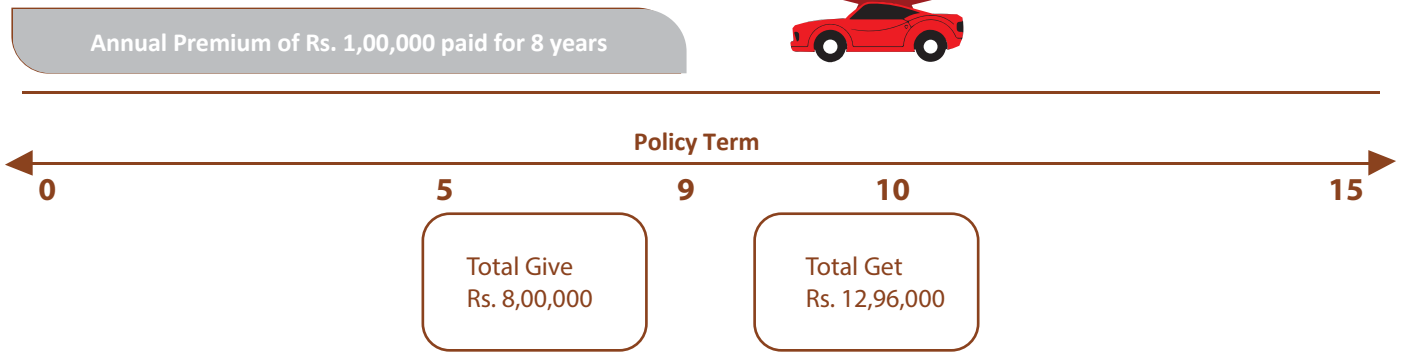 Annual Premium of Rs. 1,00,000 paid for 8 years
Policy Term
0 5 9 10 15
Total Give
Rs. 8,00,000
Total Get
Rs. 12,96,000